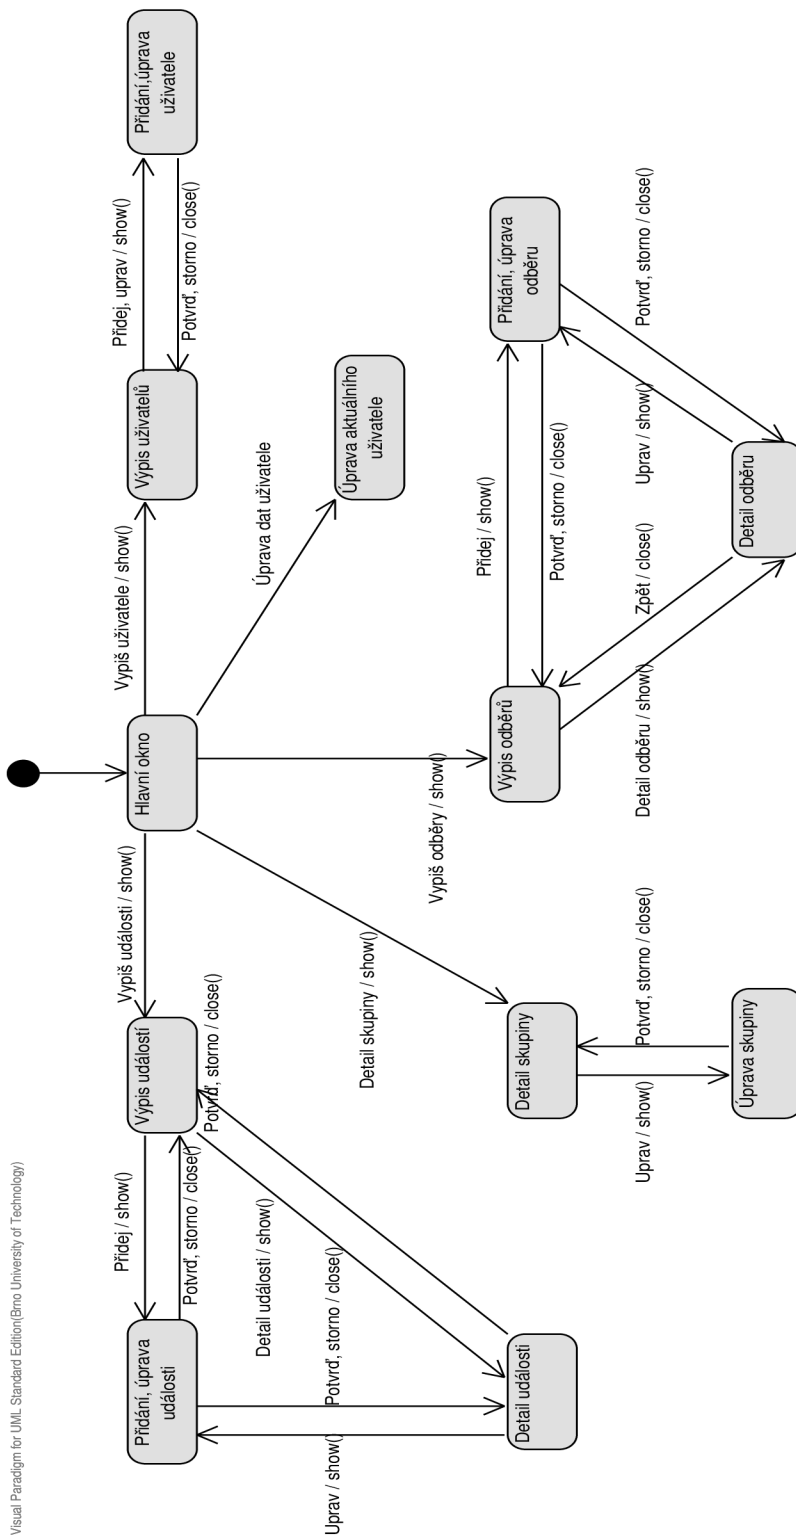 Visual Paradigm for UML Standard Edition(Brno University of Technology)
Přidání, úprava
události
Přidej / show()
Potvrď, storno / close()
Výpis událostí
Vypiš události / show()
Hlavní okno
Vypiš uživatele / show()
Výpis uživatelů
Přidej, uprav / show()
Potvrď, storno / close()
Přidání,úprava
uživatele
Potvrď, storno / close()
Detail události / show()
Úprava dat uživatele
Uprav / show()
Potvrď, storno / close()
Úprava aktuálního
uživatele
Detail skupiny / show()
Vypiš odběry / show()
Detail události
Detail skupiny
Výpis odběrů
Přidej / show()
Potvrď, storno / close()
Přidání, úprava
odběru
Uprav / show()
Potvrď, storno / close()
Detail odběru / show()
Zpět / close()
Uprav / show()
Potvrď, storno / close()
Úprava skupiny
Detail odběru